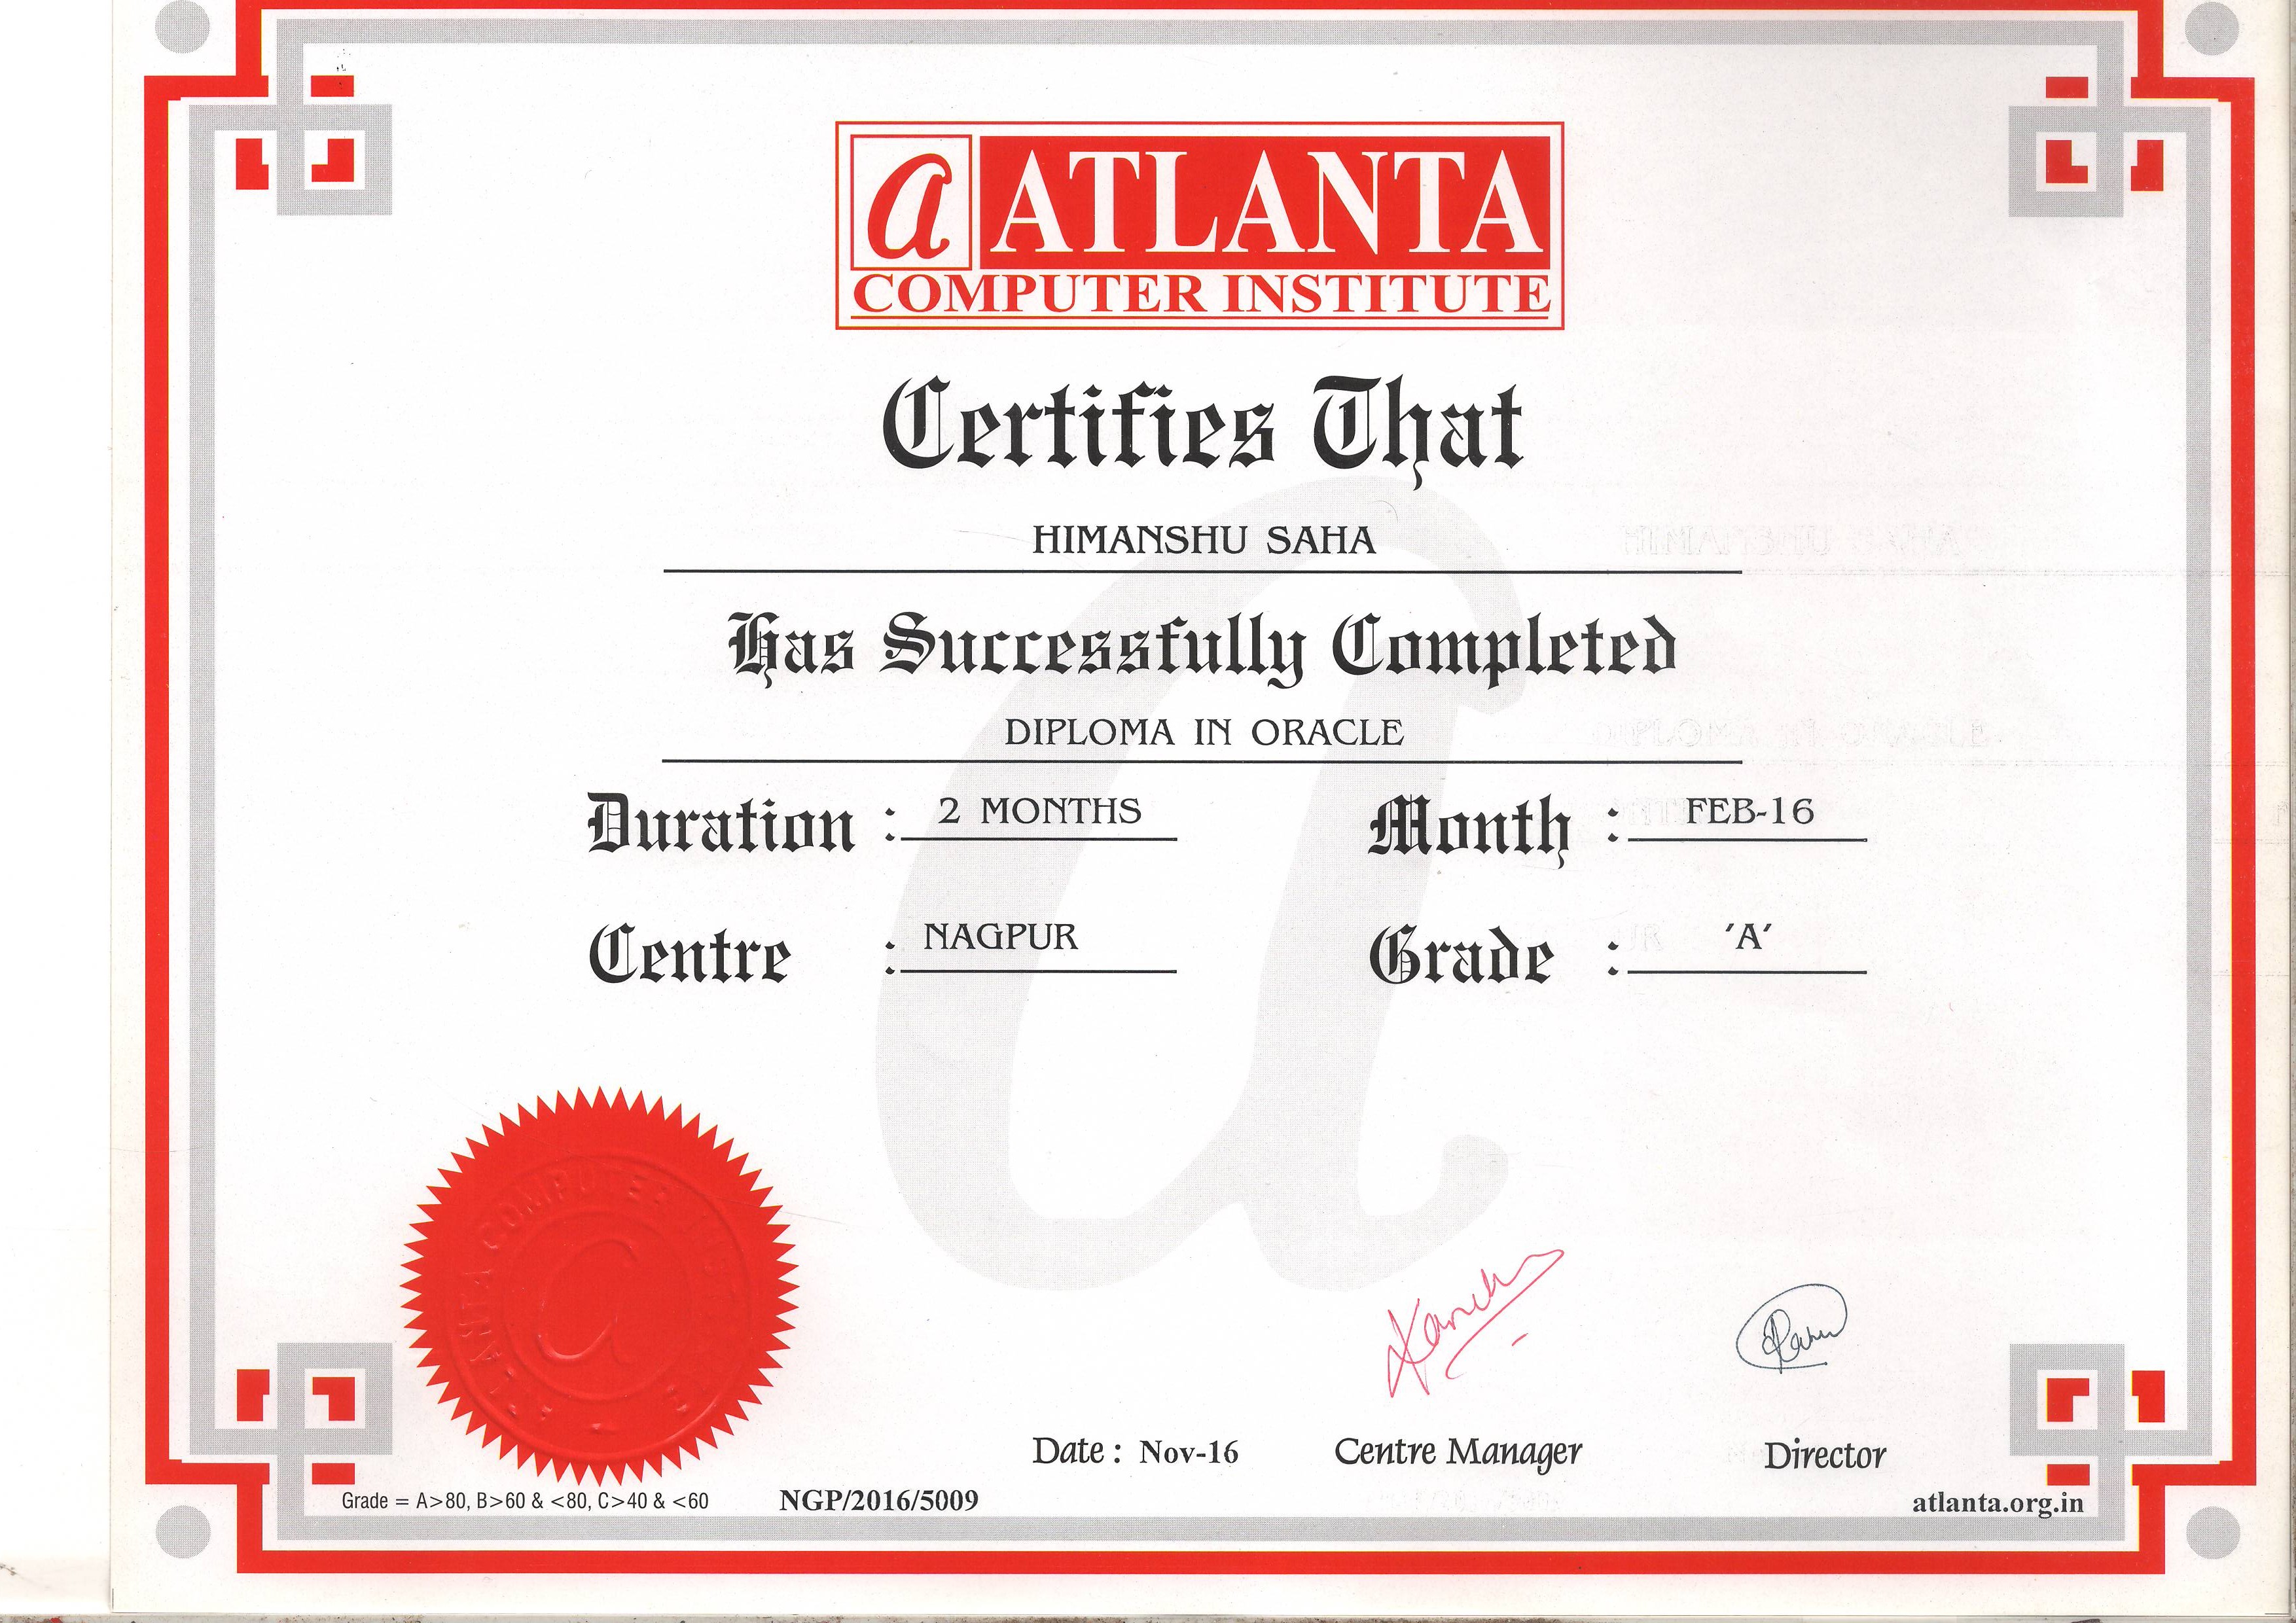 a ATLANTA
COMPUTER INSTITUTE
Certifies That
HIMANSHU SAHA
Has Successfully Completed
DIPLOMA IN ORACLE
Duration : 2 MONTHS Month : FEB-16
Centre : NAGPUR Grade : 'A'
COMPUTER
a
Date : Nov-16 Centre Manager Director
Grade = A>80, B>60 & <80, C>40 & <60 NGP/2016/5009 atlanta.org.in